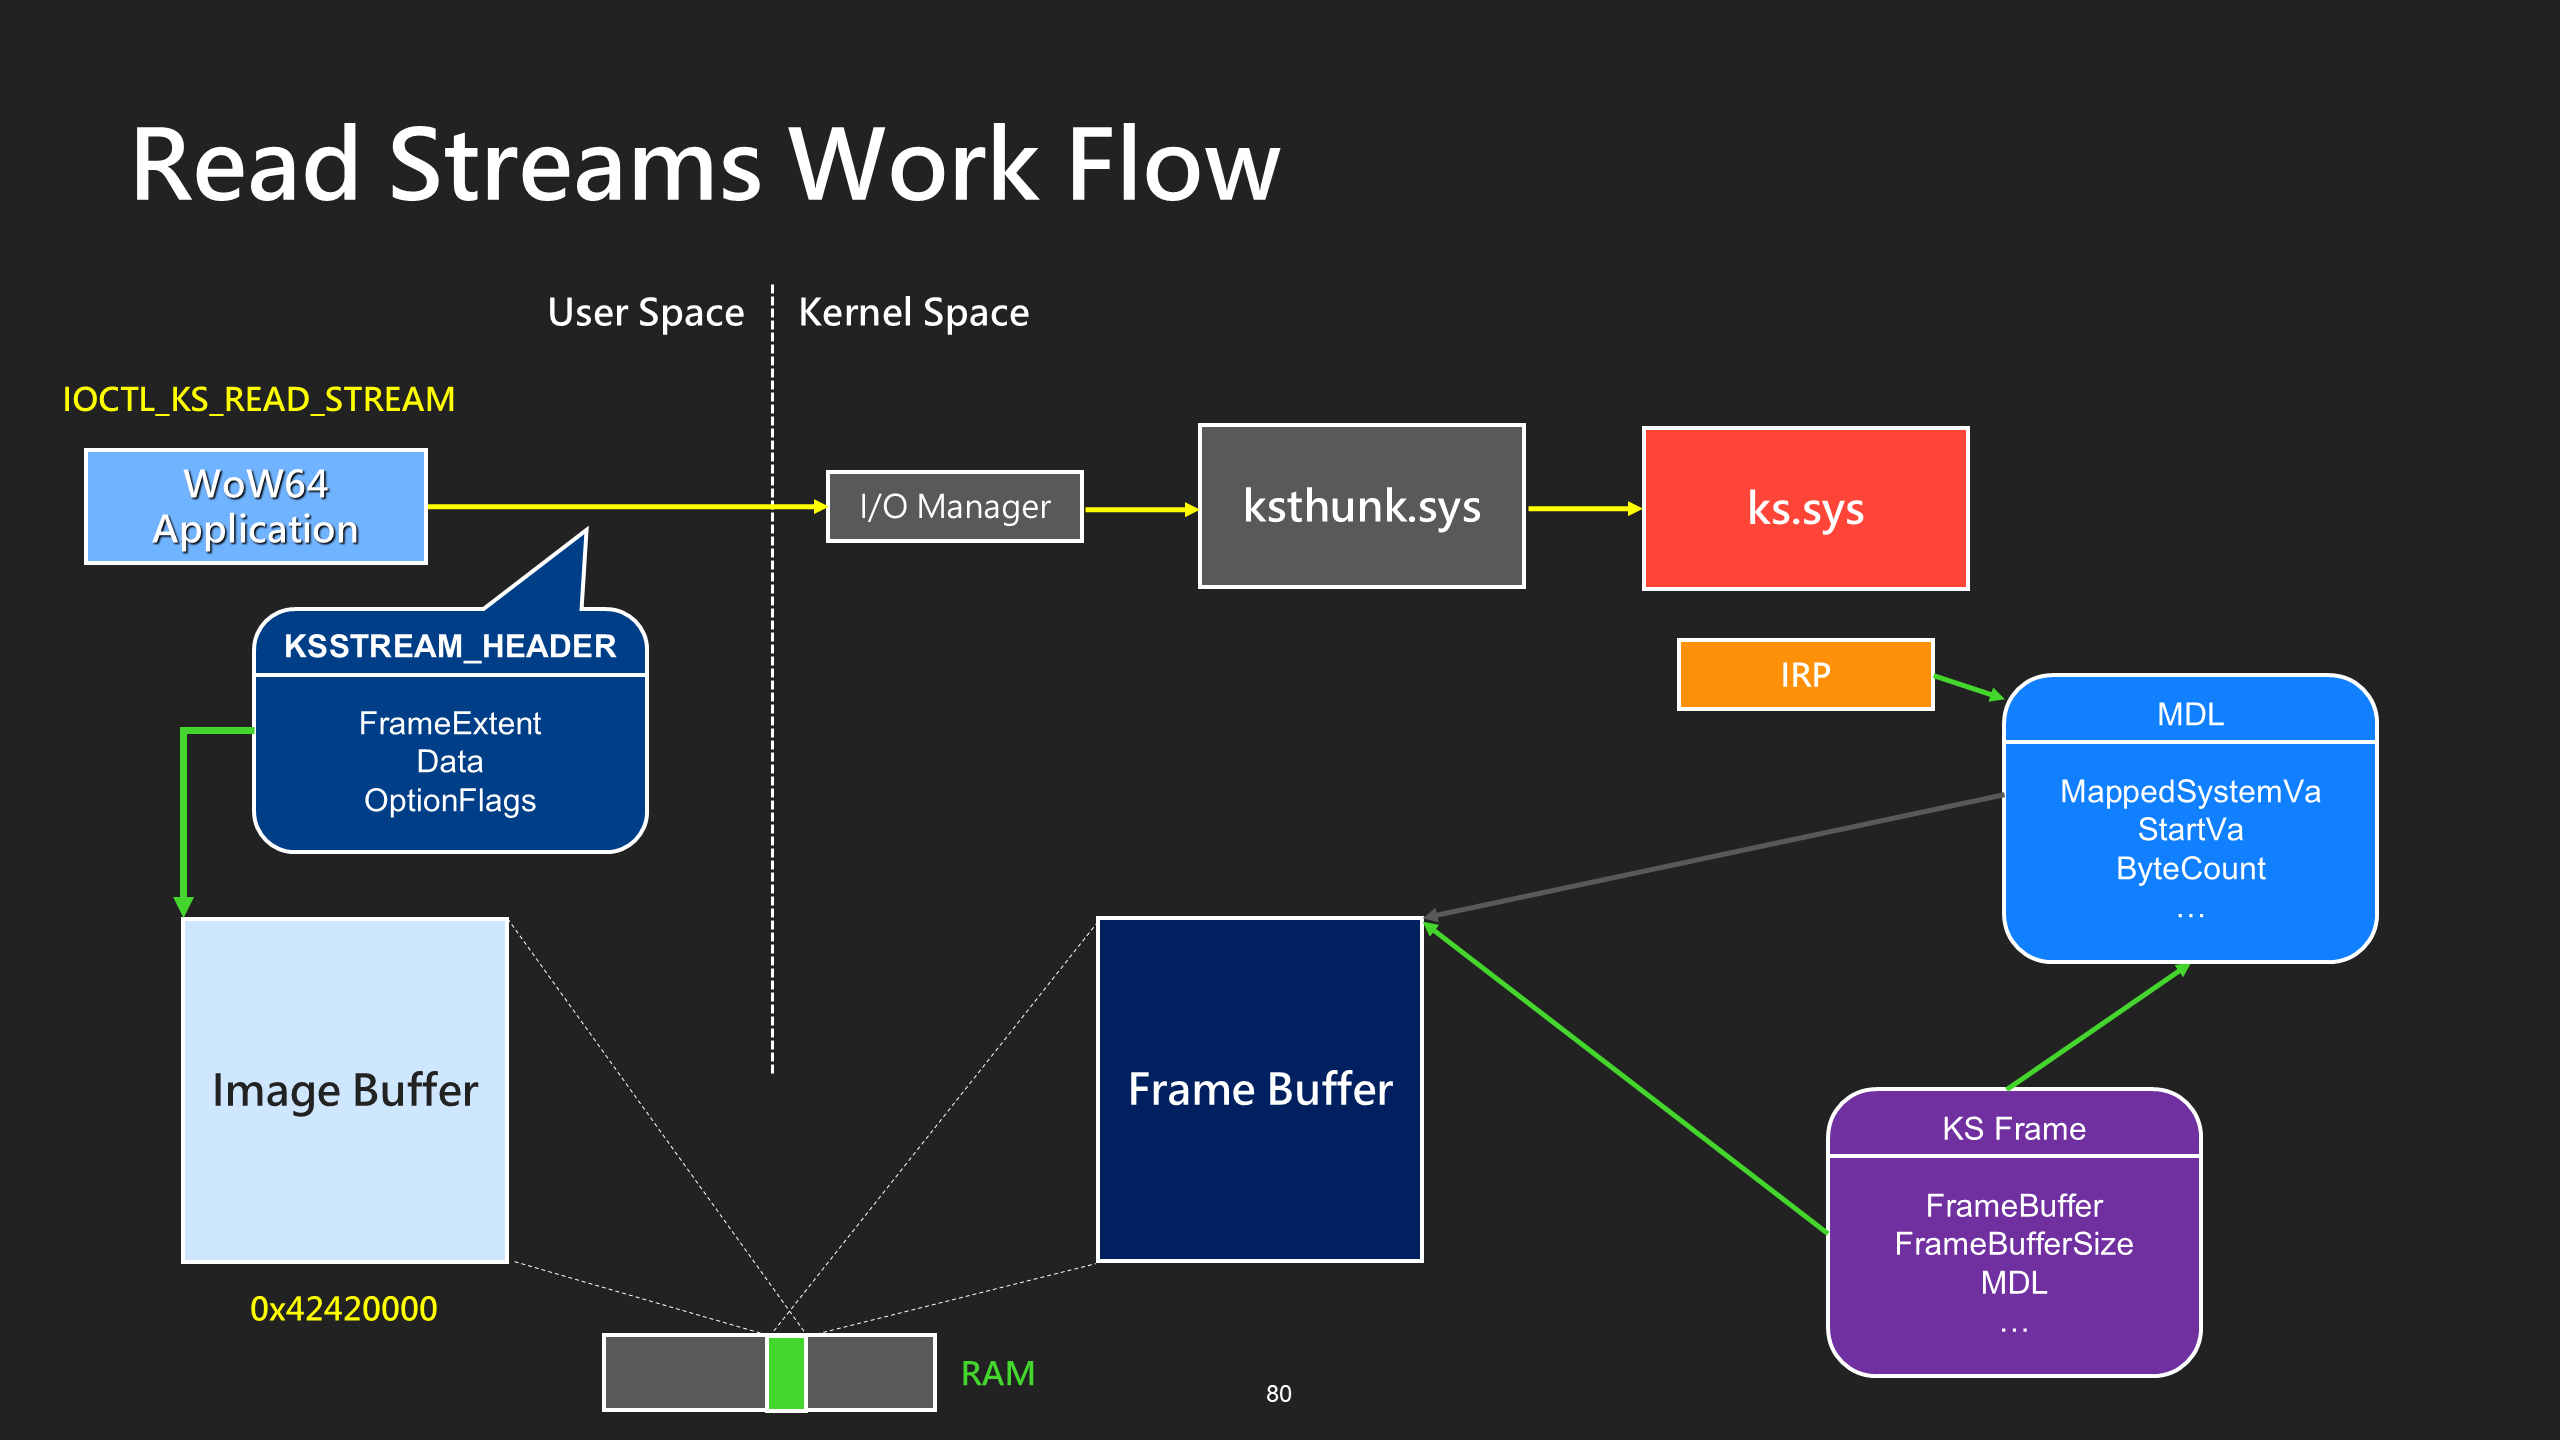 Read Streams Work Flow
User Space
Kernel Space
IOCTL_KS_READ_STREAM
WoW64
Application
I/O Manager
ksthunk.sys
ks.sys
KSSTREAM_HEADER
FrameExtent
Data
OptionFlags
IRP
MDL
MappedSystemVa
StartVa
ByteCount
...
Image Buffer
Frame Buffer
KS Frame
FrameBuffer
FrameBufferSize
MDL
...
0x42420000
RAM
80